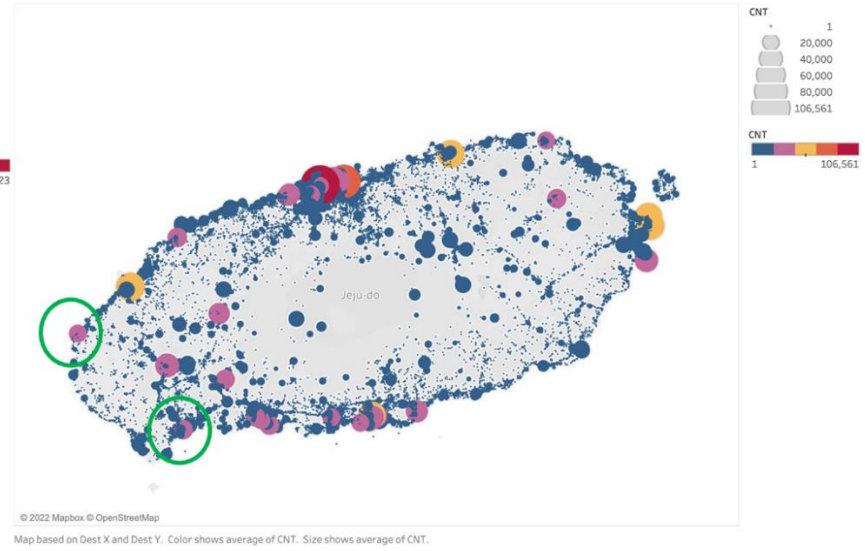 CNT
1
20,000
40,000
60,000
80,000
106,561
CNT
1 106,561
23
Jeju-do
© 2022 Mapbox © OpenStreetMap
Map based on Dest X and Dest Y. Color shows average of CNT. Size shows average of CNT.